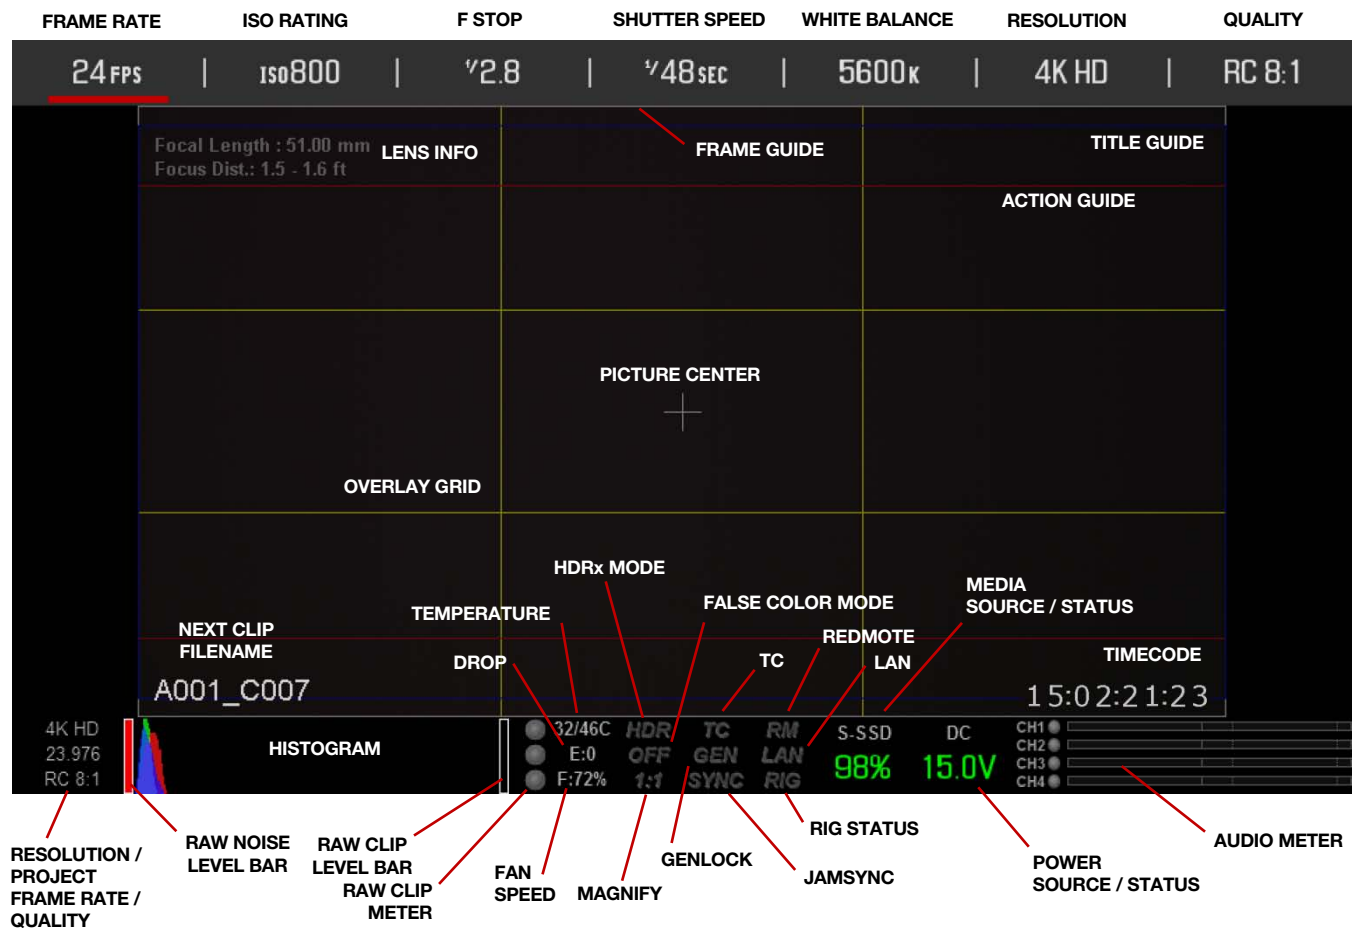 FRAME RATE ISO RATING F STOP SHUTTER SPEED WHITE BALANCE RESOLUTION QUALITY
24 FPS | ISO800 | 1/2.8 | 1/48 SEC | 5600 K | 4K HD | RC 8:1
Focal Length : 51.00 mm
Focus Dist.: 1.5 - 1.6 ft
LENS INFO
FRAME GUIDE
TITLE GUIDE
ACTION GUIDE
PICTURE CENTER
OVERLAY GRID
HDRx MODE
MEDIA
SOURCE / STATUS
TEMPERATURE
FALSE COLOR MODE
NEXT CLIP
FILENAME
REDMOTE
DROP
TC
LAN
TIMECODE
A001_C007
15:02:21:23
4K HD
23.976
RC 8:1
HISTOGRAM
32/46C HDR TC RM
E:0 OFF GEN LAN
F:72% 1:1 SYNC RIG
S-SSD DC
98% 15.0V
CH1
CH2
CH3
CH4
RESOLUTION /
PROJECT
FRAME RATE /
QUALITY
RAW NOISE
LEVEL BAR
RAW CLIP
LEVEL BAR
RAW CLIP
METER
FAN
SPEED
MAGNIFY
GENLOCK
JAMSYNC
RIG STATUS
POWER
SOURCE / STATUS
AUDIO METER